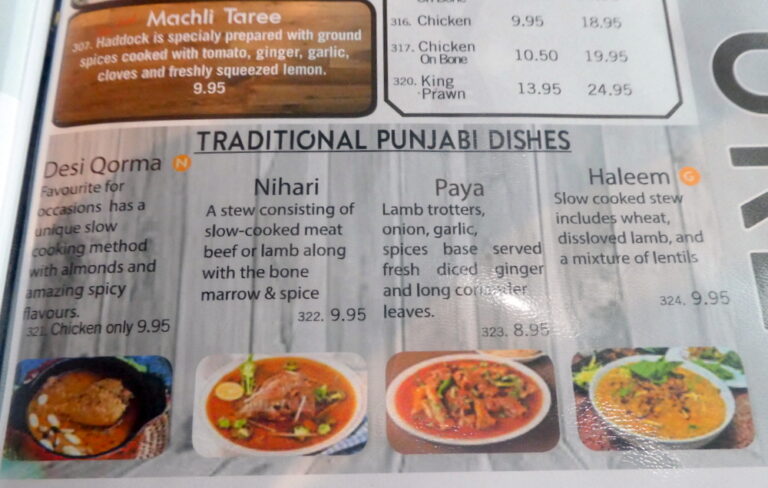 Machli Taree
307. Haddock is specialy prepared with ground
spices cooked with tomato, ginger, garlic,
cloves and freshly squeezed lemon.
9.95
316. Chicken 9.95 18.95
317. Chicken
On Bone 10.50 19.95
320. King
Prawn 13.95 24.95
TRADITIONAL PUNJABI DISHES
Desi Qorma N
Favourite for
occasions has a
unique slow
cooking method
with almonds and
amazing spicy
flavours.
321. Chicken only 9.95
Nihari
A stew consisting of
slow-cooked meat
beef or lamb along
with the bone
marrow & spice
322. 9.95
Paya
Lamb trotters,
onion, garlic,
spices base served
fresh diced ginger
and long coriander
leaves.
323. 8.95
Haleem G
Slow cooked stew
includes wheat,
dissloved lamb, and
a mixture of lentils
324. 9.95